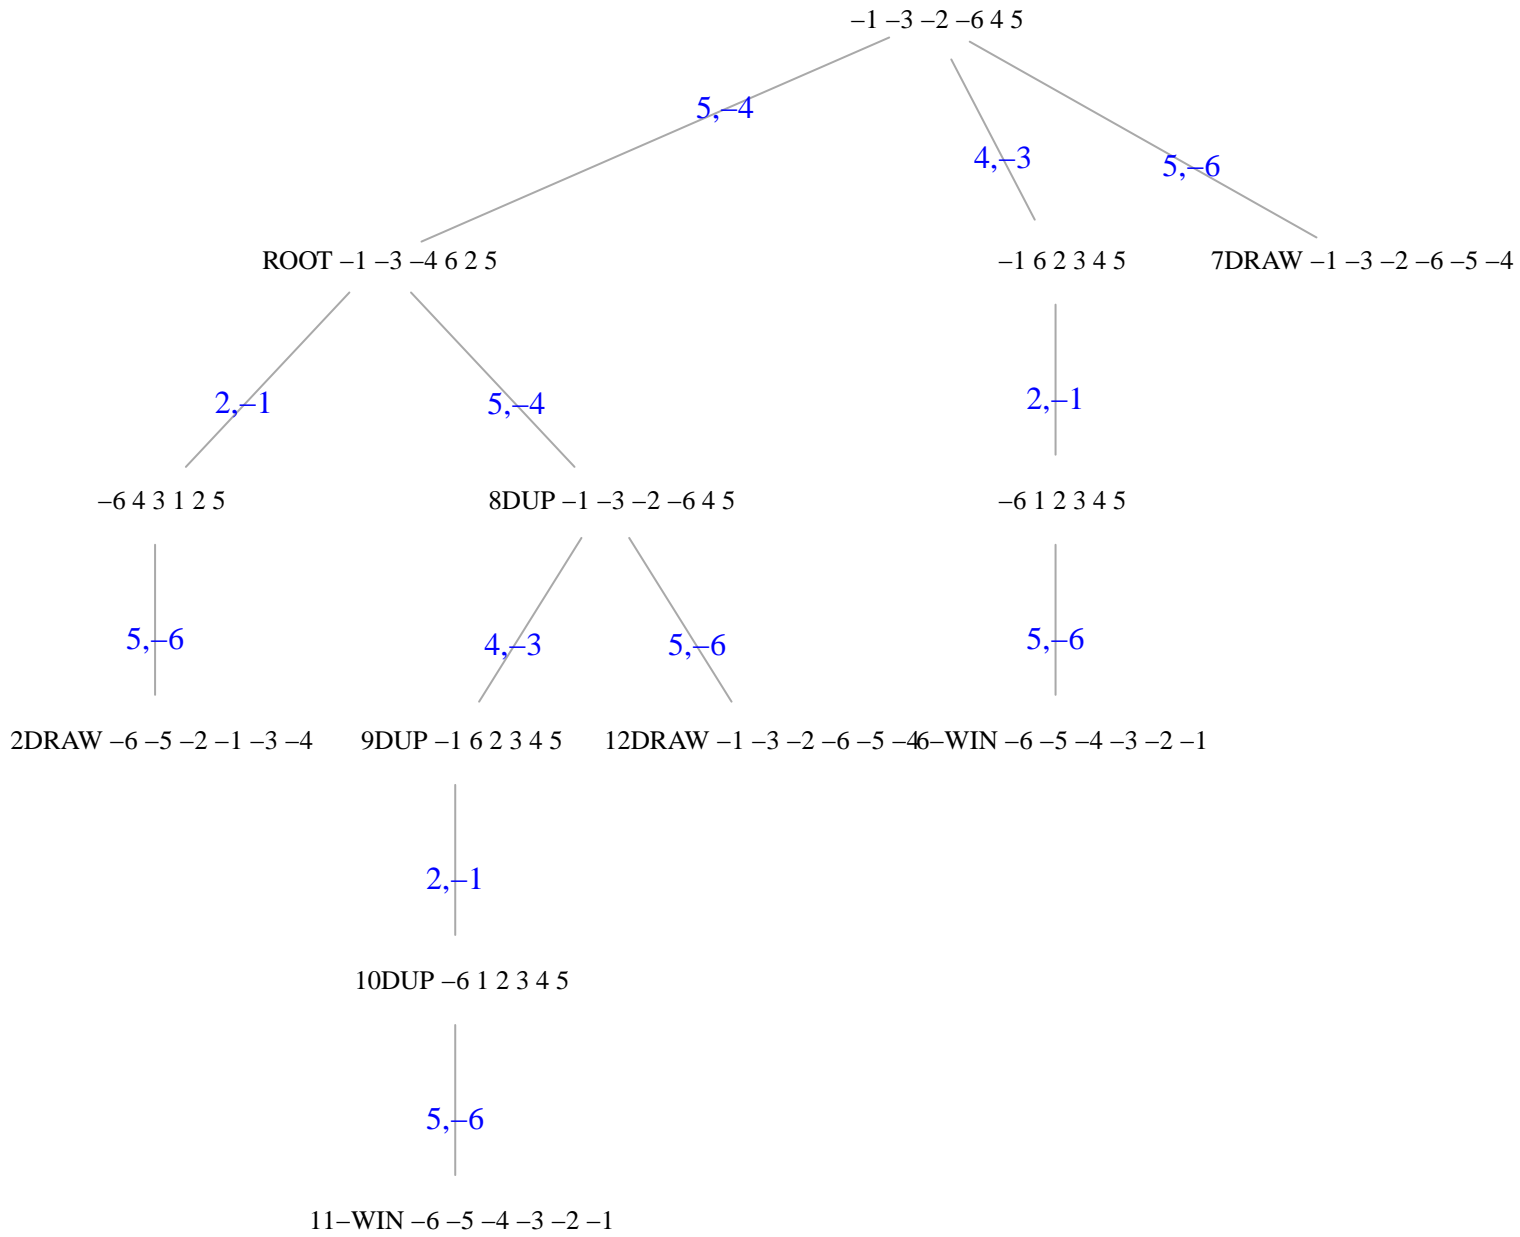 –1 –3 –2 –6 4 5
5,–4
4,–3
5,–6
ROOT –1 –3 –4 6 2 5
–1 6 2 3 4 5
7DRAW –1 –3 –2 –6 –5 –4
2,–1
5,–4
2,–1
–6 4 3 1 2 5
8DUP –1 –3 –2 –6 4 5
–6 1 2 3 4 5
5,–6
4,–3
5,–6
5,–6
2DRAW –6 –5 –2 –1 –3 –4
9DUP –1 6 2 3 4 5
12DRAW –1 –3 –2 –6 –5 –4
6–WIN –6 –5 –4 –3 –2 –1
2,–1
10DUP –6 1 2 3 4 5
5,–6
11–WIN –6 –5 –4 –3 –2 –1